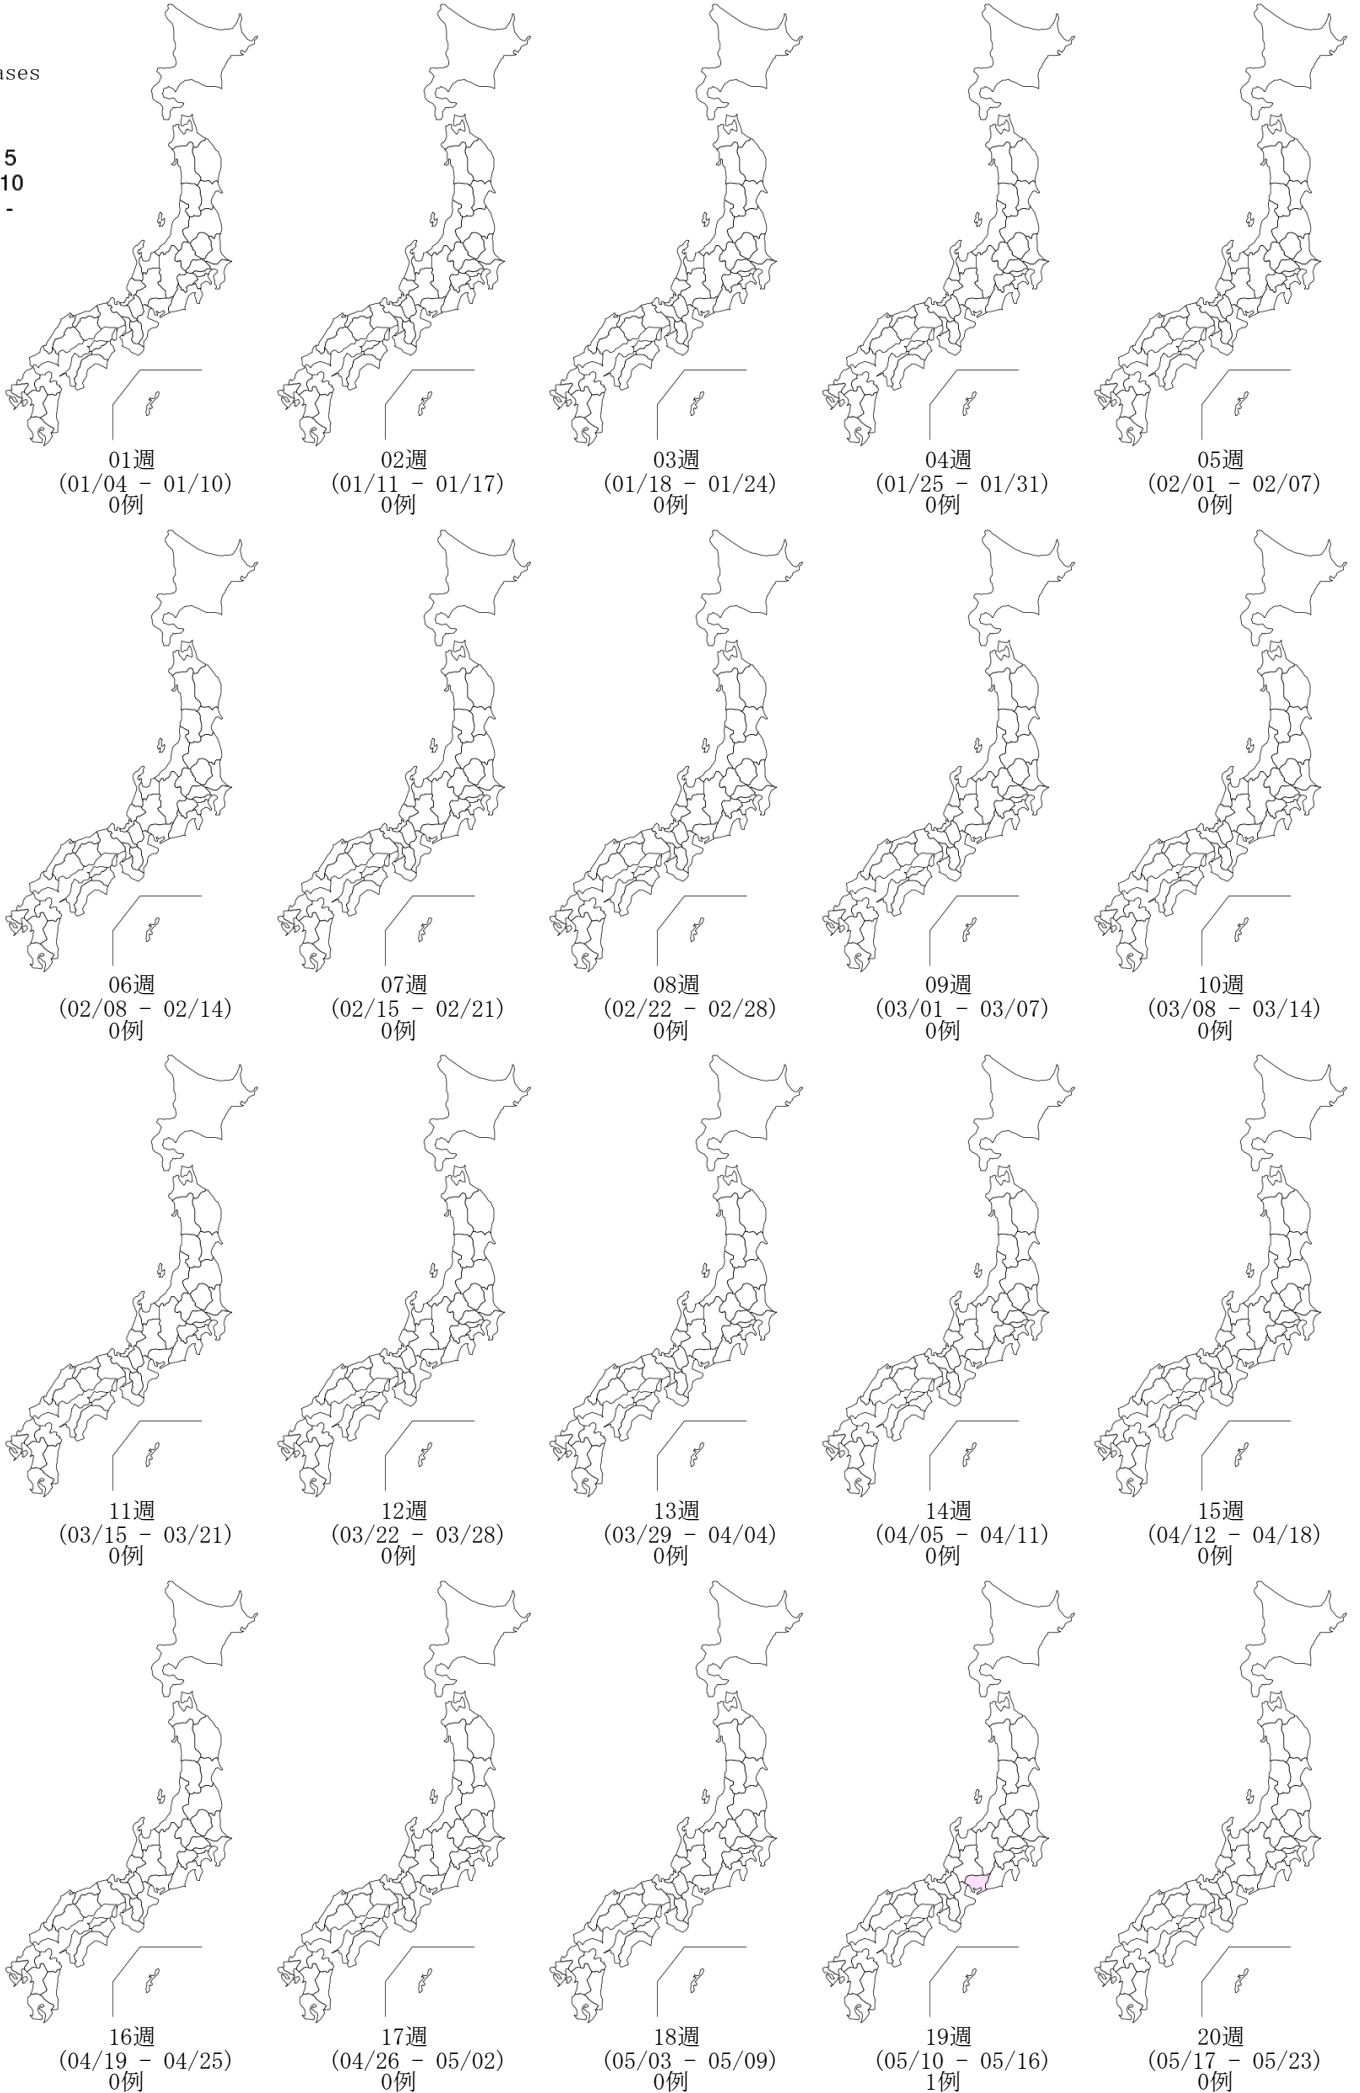 ases
5
10
-
01週
(01/04 - 01/10)
0例
02週
(01/11 - 01/17)
0例
03週
(01/18 - 01/24)
0例
04週
(01/25 - 01/31)
0例
05週
(02/01 - 02/07)
0例
06週
(02/08 - 02/14)
0例
07週
(02/15 - 02/21)
0例
08週
(02/22 - 02/28)
0例
09週
(03/01 - 03/07)
0例
10週
(03/08 - 03/14)
0例
11週
(03/15 - 03/21)
0例
12週
(03/22 - 03/28)
0例
13週
(03/29 - 04/04)
0例
14週
(04/05 - 04/11)
0例
15週
(04/12 - 04/18)
0例
16週
(04/19 - 04/25)
0例
17週
(04/26 - 05/02)
0例
18週
(05/03 - 05/09)
0例
19週
(05/10 - 05/16)
1例
20週
(05/17 - 05/23)
0例